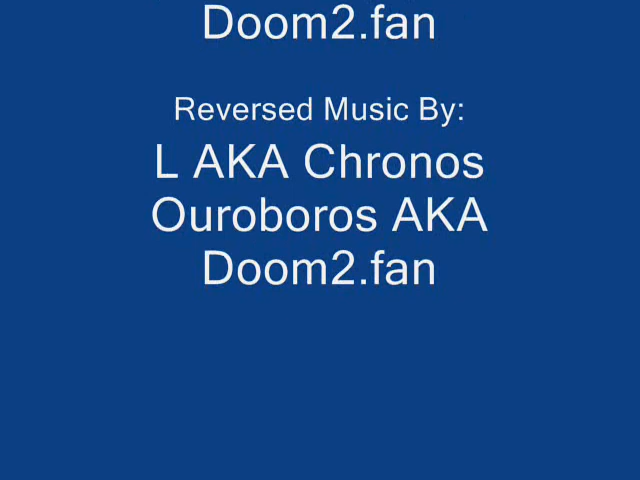 Doom2.fan
Reversed Music By:
L AKA Chronos
Ouroboros AKA
Doom2.fan